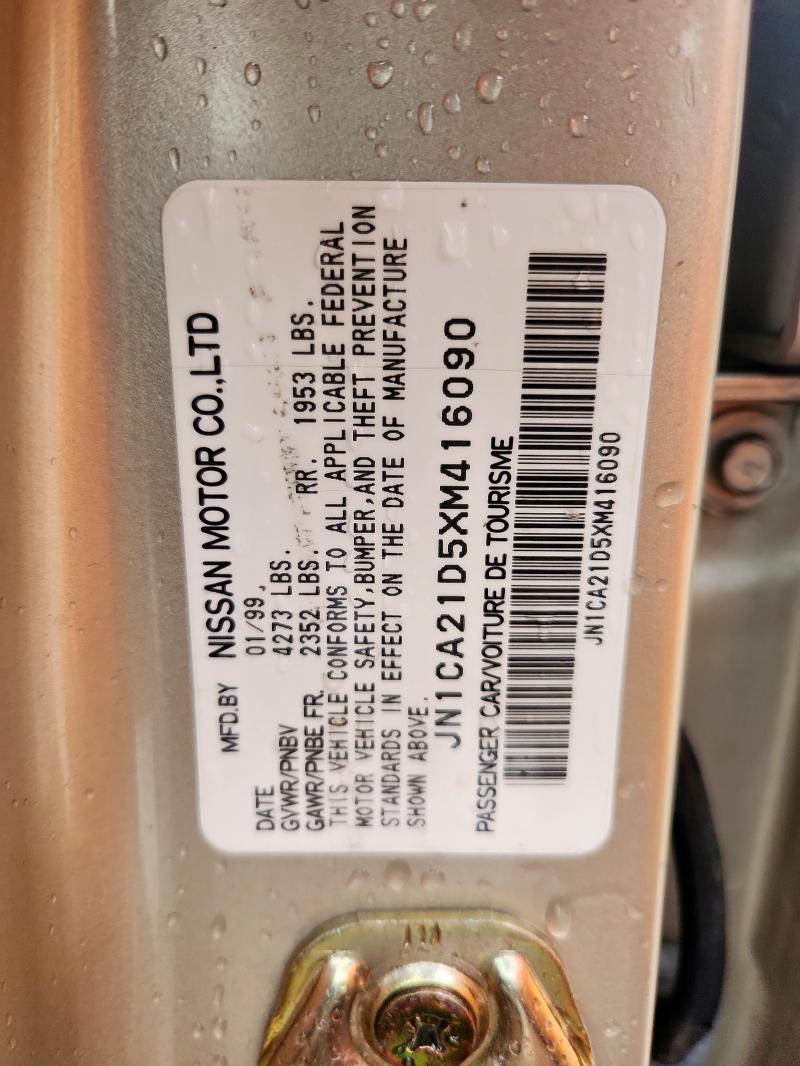 MFD.BY NISSAN MOTOR CO.,LTD
DATE 01/99.
GVWR/PNBV 4273 LBS.
GAWR/PNBE FR. 2352 LBS. RR. 1953 LBS.
THIS VEHICLE CONFORMS TO ALL APPLICABLE FEDERAL
MOTOR VEHICLE SAFETY,BUMPER,AND THEFT PREVENTION
STANDARDS IN EFFECT ON THE DATE OF MANUFACTURE
SHOWN ABOVE.
JN1CA21D5XM416090
PASSENGER CAR/VOITURE DE TOURISME
JN1CA21D5XM416090